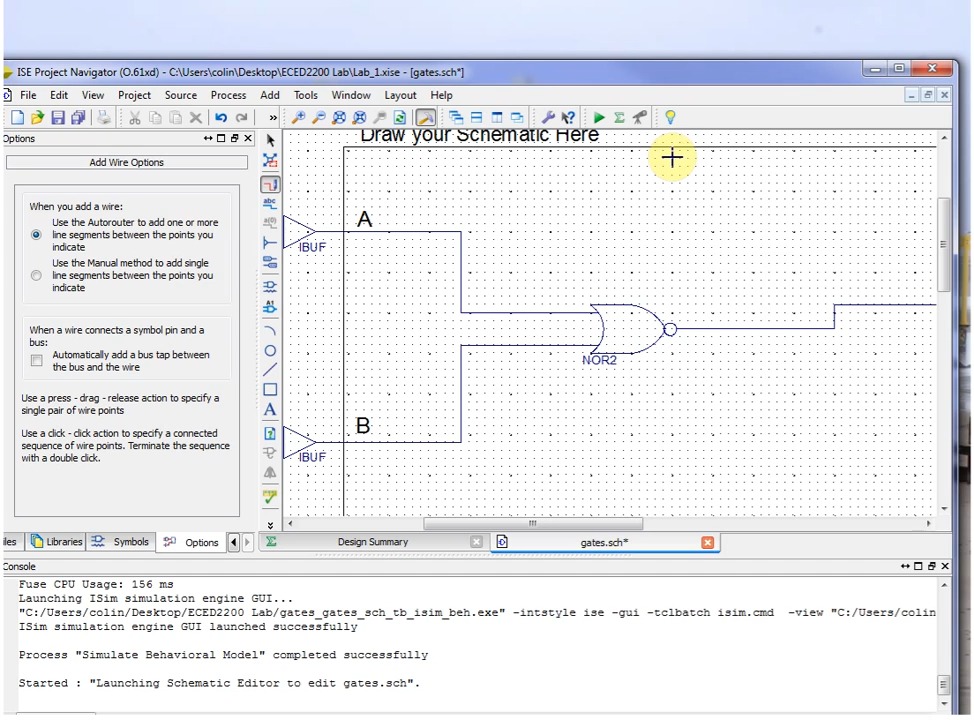 ISE Project Navigator (O.61xd) - C:\Users\colin\Desktop\ECED2200 Lab\Lab_1.xise - [gates.sch*]
File Edit View Project Source Process Add Tools Window Layout Help
Options
Add Wire Options
When you add a wire:
Use the Autorouter to add one or more
line segments between the points you
indicate
Use the Manual method to add single
line segments between the points you
indicate
When a wire connects a symbol pin and a
bus:
Automatically add a bus tap between
the bus and the wire
Use a press - drag - release action to specify a
single pair of wire points
Use a click - click action to specify a connected
sequence of wire points. Terminate the sequence
with a double click.
abc
A1
A
Draw your Schematic Here
A
IBUF
NOR2
B
IBUF
iles Libraries Symbols Options
Design Summary gates.sch*
Console
Fuse CPU Usage: 156 ms
Launching ISim simulation engine GUI...
"C:/Users/colin/Desktop/ECED2200 Lab/gates_gates_sch_tb_isim_beh.exe" -intstyle ise -gui -tclbatch isim.cmd -view "C:/Users/colin
ISim simulation engine GUI launched successfully
Process "Simulate Behavioral Model" completed successfully
Started : "Launching Schematic Editor to edit gates.sch".